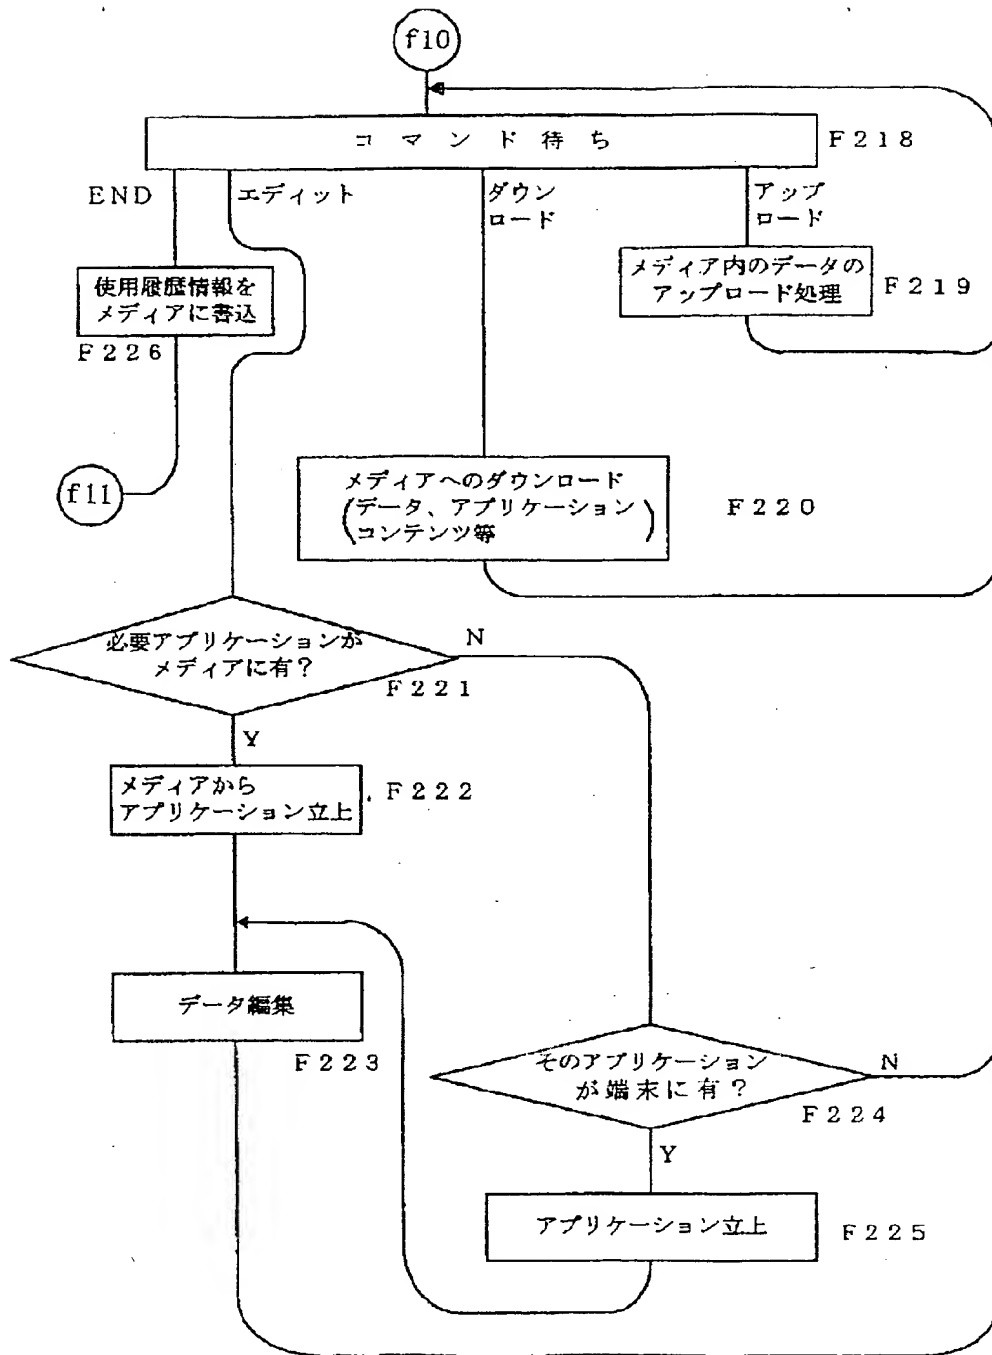 f10
コマンド待ち
F218
END
エディット
ダウン
ロード
アップ
ロード
使用履歴情報を
メディアに書込
F226
メディア内のデータの
アップロード処理
F219
f11
メディアへのダウンロード
(データ、アプリケーション
コンテンツ等)
F220
必要アプリケーションが
メディアに有?
N
F221
Y
メディアから
アプリケーション立上
F222
データ編集
F223
そのアプリケーション
が端末に有?
N
F224
Y
アプリケーション立上
F225